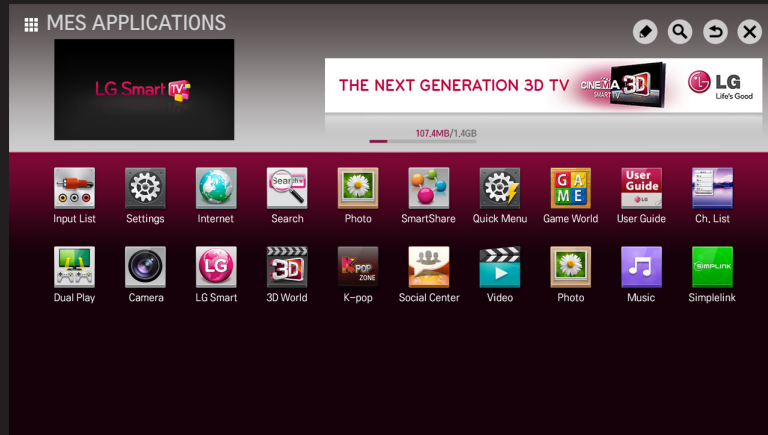 MES APPLICATIONS
LG Smart TV
THE NEXT GENERATION 3D TV
CINEMA 3D
SMART TV
LG
Life's Good
107.4MB/1.4GB
Search
GAME
User Guide
LG
Input List
Settings
Internet
Search
Photo
SmartShare
Quick Menu
Game World
User Guide
Ch. List
LG
3D
K-POP ZONE
SIMPLINK
Dual Play
Camera
LG Smart
3D World
K-pop
Social Center
Video
Photo
Music
Simplelink